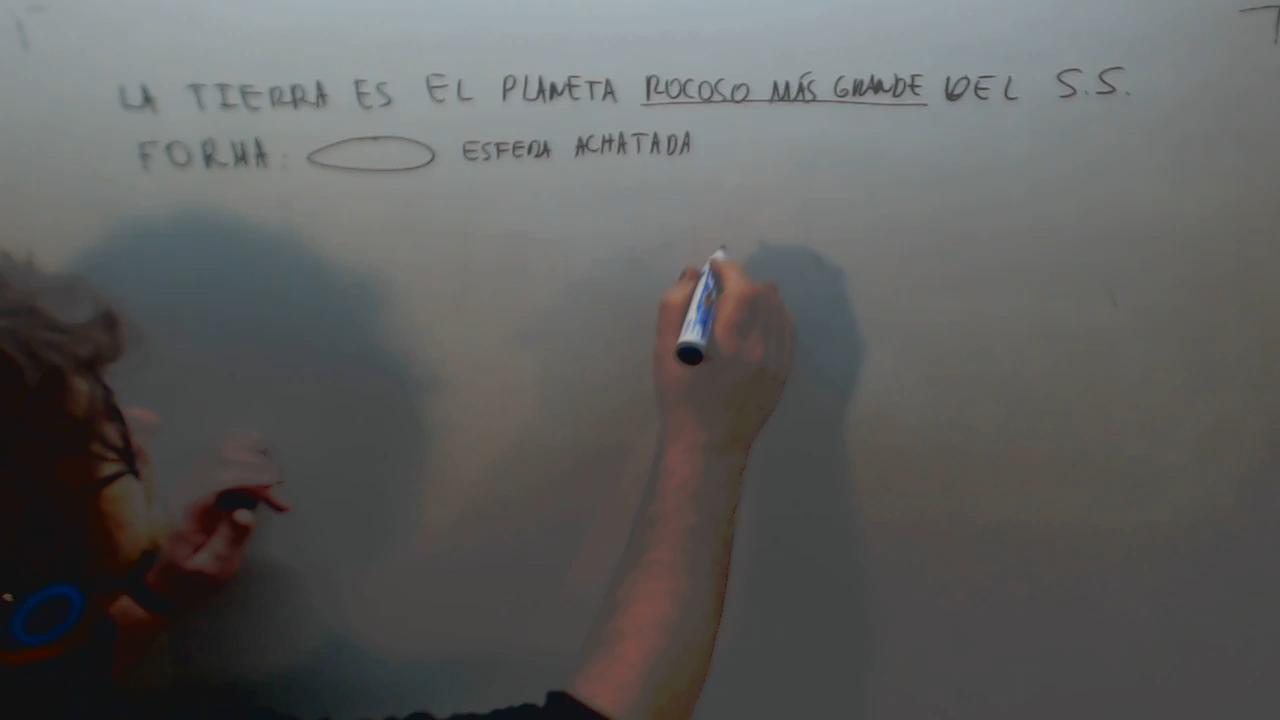 LA TIERRA ES EL PLANETA ROCOSO MÁS GRANDE DEL S.S.
FORMA: ESFERA ACHATADA